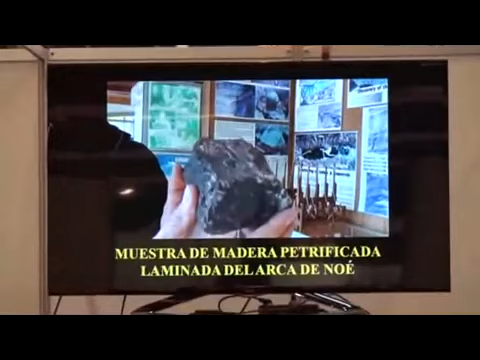 MUESTRA DE MADERA PETRIFICADA
LAMINADA DEL ARCA DE NOÉ